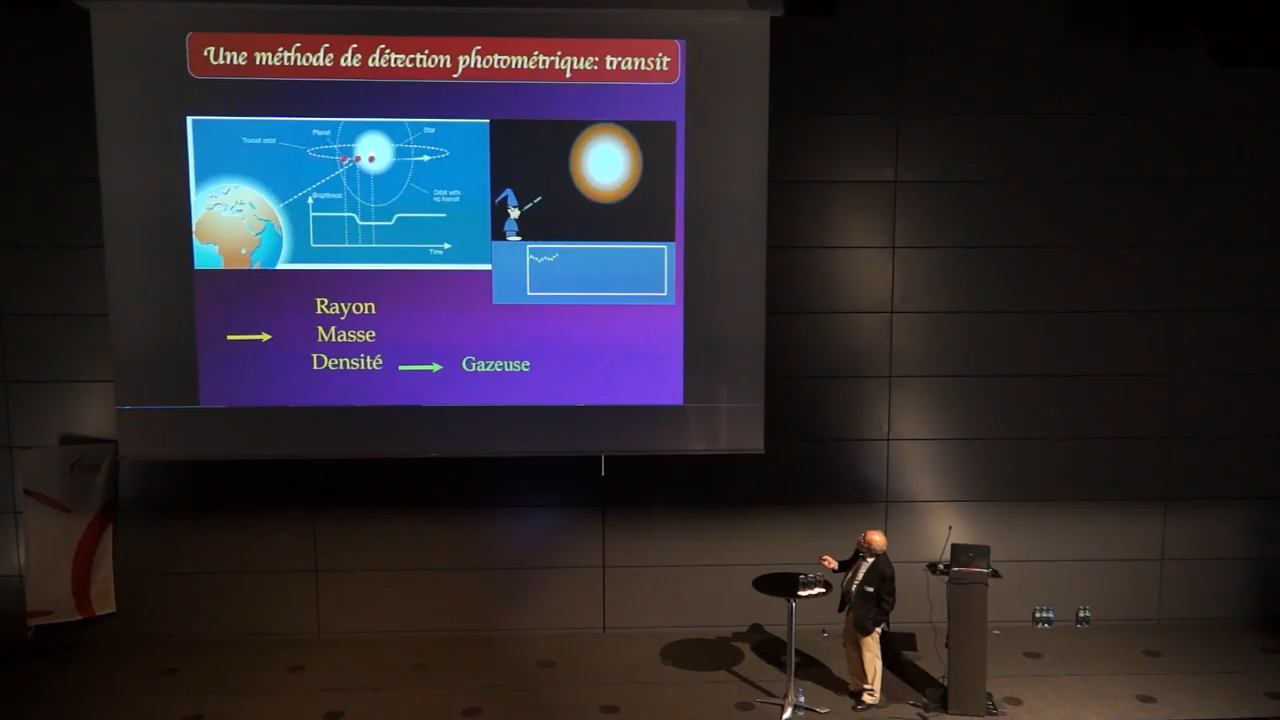 Une méthode de détection photométrique: transit
Transit orbit
Planet
Star
Brightness
Orbit with
no transit
Time
Rayon
Masse
Densité
Gazeuse